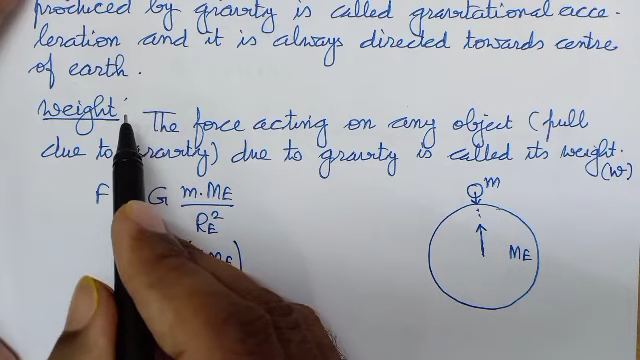 produced by gravity is called gravitational acce-
leration and it is always directed towards centre
of earth.
Weight: The force acting on any object (pull
due to gravity) due to gravity is called its weight.
(W)
F G m.ME / RE²
m
ME
ME)